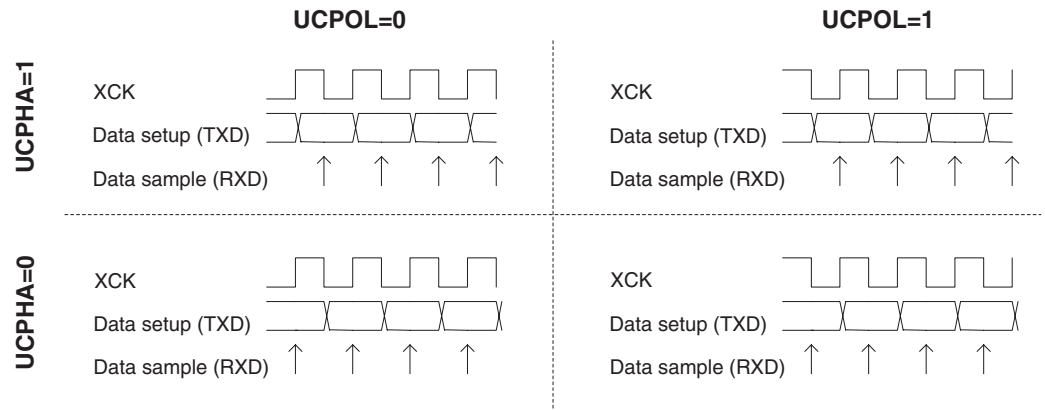 UCPOL=0 UCPOL=1
UCPHA=1
XCK
Data setup (TXD)
Data sample (RXD)
XCK
Data setup (TXD)
Data sample (RXD)
UCPHA=0
XCK
Data setup (TXD)
Data sample (RXD)
XCK
Data setup (TXD)
Data sample (RXD)